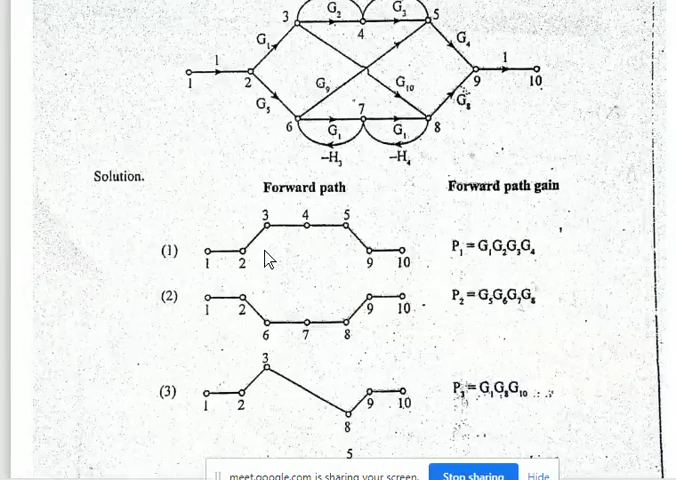 G₂ G₃
3 4 5
G₁ G₄
1 1
1 2 9 10
G₉ G₁₀
G₅ G₈
7
6 G₁ G₁ 8
–H₃ –H₄
Solution.
Forward path Forward path gain
3 4 5
(1) P₁ = G₁G₂G₃G₄
1 2 9 10
(2) P₂ = G₅G₆G₇G₈
1 2 9 10
6 7 8
3
(3) P₃ = G₁G₈G₁₀
1 2 9 10
8
5
meet.google.com is sharing your screen. Stop sharing Hide